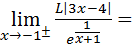 lim x→−1± L|3x−4| / e^(1/(x+1)) =